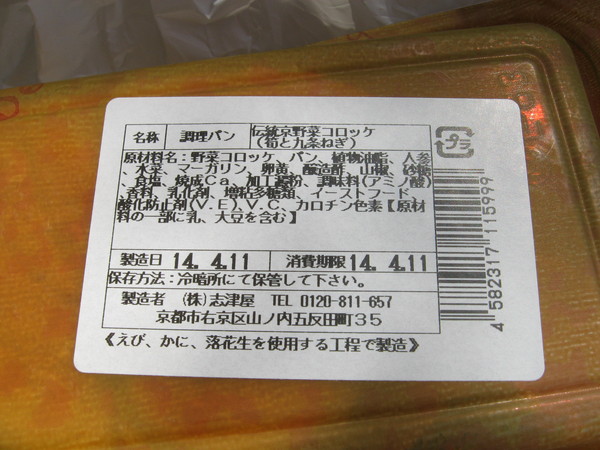 名称 調理パン 伝統京野菜コロッケ
(筍と九条ねぎ)
プラ
原材料名:野菜コロッケ、パン、植物油脂、人参
、水菜、マーガリン、卵黄、醸造酢、山椒、砂糖
、食塩、焼成Ca、加工澱粉、調味料(アミノ酸)
、香料、乳化剤、増粘多糖類、イーストフード、
酸化防止剤(V.E)、V.C、カロチン色素【原材
料の一部に乳、大豆を含む】
製造日 14. 4.11 消費期限 14. 4.11
保存方法:冷暗所にて保管して下さい。
製造者 (株)志津屋 TEL 0120-811-657
京都市右京区山ノ内五反田町35
《えび、かに、落花生を使用する工程で製造》
4 582317 115999